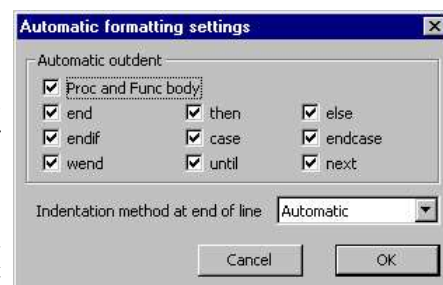 Automatic formatting settings
Automatic outdent
Proc and Func body
end then else
endif case endcase
wend until next
Indentation method at end of line Automatic
Cancel OK